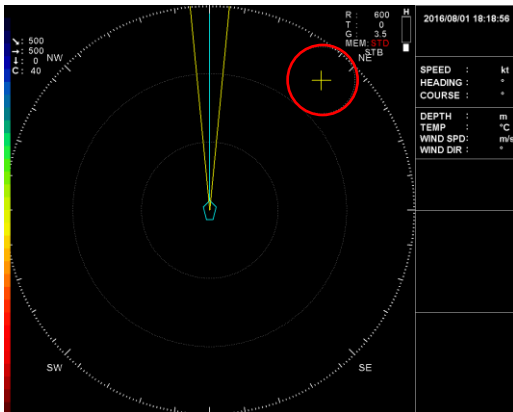 ↘: 500
→: 500
↓: 0
C: 40
NW
R : 600
T : 0
G : 3.5
MEM:STD
STB
H
NE
SW
SE
2016/08/01 18:18:56
SPEED : kt
HEADING : °
COURSE : °
DEPTH : m
TEMP : °C
WIND SPD: m/s
WIND DIR : °